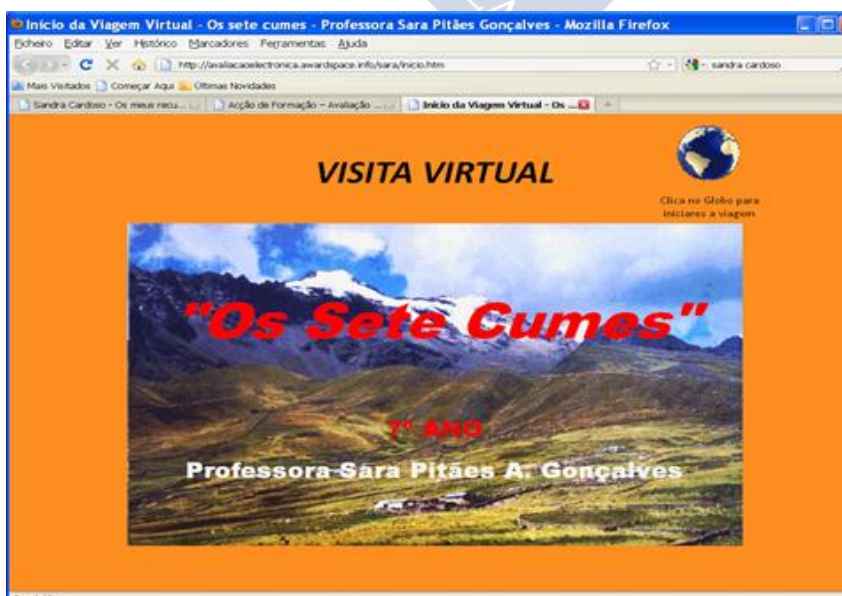 Início da Viagem Virtual - Os sete cumes - Professora Sara Pitães Gonçalves - Mozilla Firefox
Ficheiro Editar Ver Histórico Marcadores Ferramentas Ajuda
http://avaliacaoelectronica.awardspace.info/sara/inicio.htm
sandra cardoso
Mais Visitados Começar Aqui Últimas Novidades
Sandra Cardoso - Os meus recu... Acção de Formação - Avaliação ... Início da Viagem Virtual - Os ...
VISITA VIRTUAL
Clica no Globo para
iniciares a viagem
"Os Sete Cumes"
7º ANO
Professora Sara Pitães A. Gonçalves